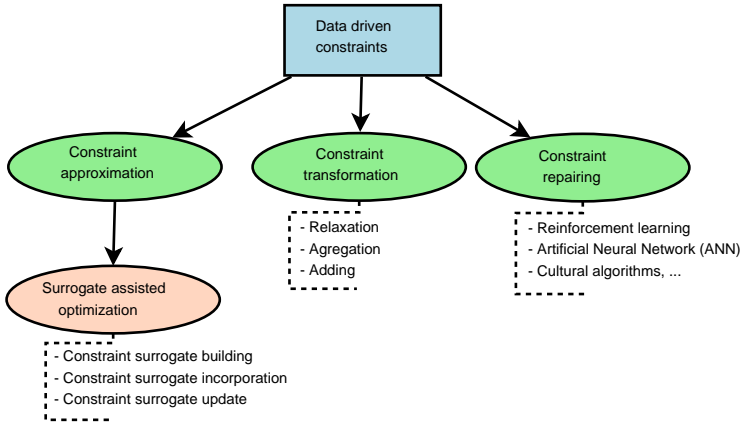 Data driven
constraints
Constraint
approximation
Constraint
transformation
Constraint
repairing
- Relaxation
- Agregation
- Adding
- Reinforcement learning
- Artificial Neural Network (ANN)
- Cultural algorithms, ...
Surrogate assisted
optimization
- Constraint surrogate building
- Constraint surrogate incorporation
- Constraint surrogate update